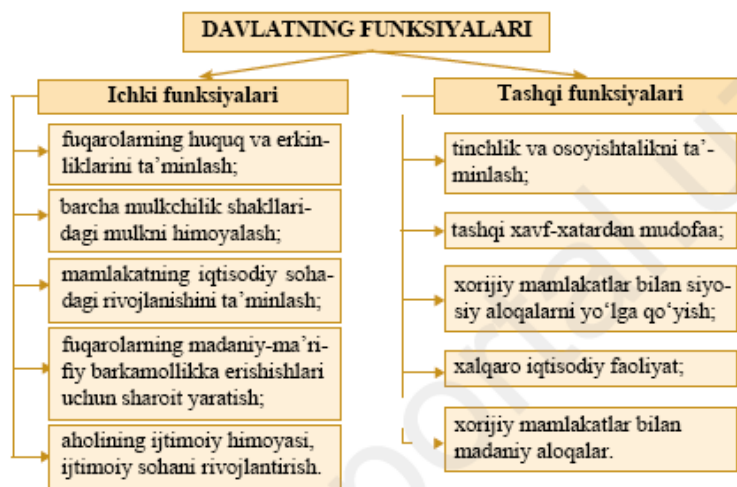 DAVLATNING FUNKSIYALARI
Ichki funksiyalari
fuqarolarning huquq va erkin-
liklarini ta’minlash;
barcha mulkchilik shakllari-
dagi mulkni himoyalash;
mamlakatning iqtisodiy soha-
dagi rivojlanishini ta’minlash;
fuqarolarning madaniy-ma’ri-
fiy barkamollikka erishishlari
uchun sharoit yaratish;
aholining ijtimoiy himoyasi,
ijtimoiy sohani rivojlantirish.
Tashqi funksiyalari
tinchlik va osoyishtalikni ta’-
minlash;
tashqi xavf-xatardan mudofaa;
xorijiy mamlakatlar bilan siyo-
siy aloqalarni yo‘lga qo‘yish;
xalqaro iqtisodiy faoliyat;
xorijiy mamlakatlar bilan
madaniy aloqalar.
portal.uz